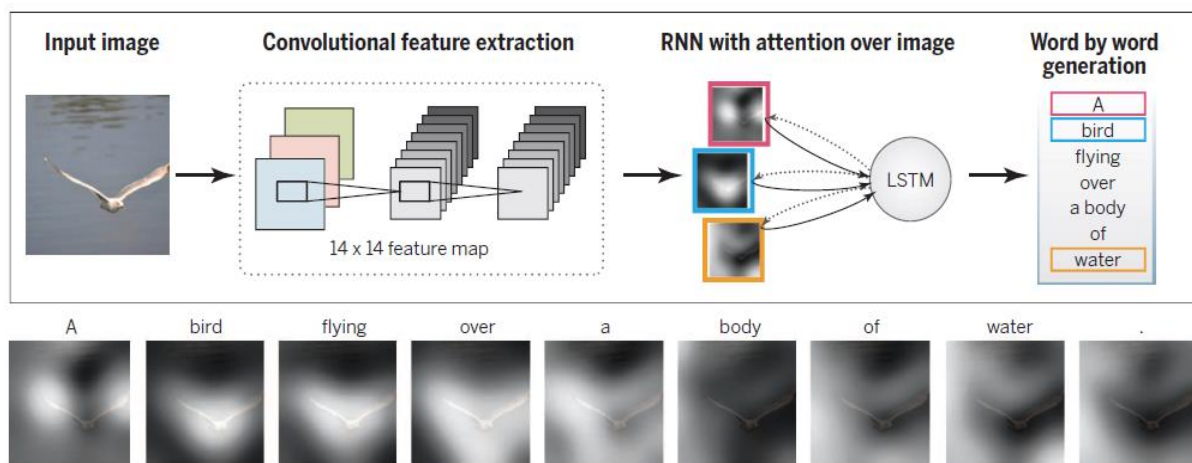 Input image
Convolutional feature extraction
RNN with attention over image
Word by word
generation
14 x 14 feature map
LSTM
A
bird
flying
over
a body
of
water
A bird flying over a body of water .